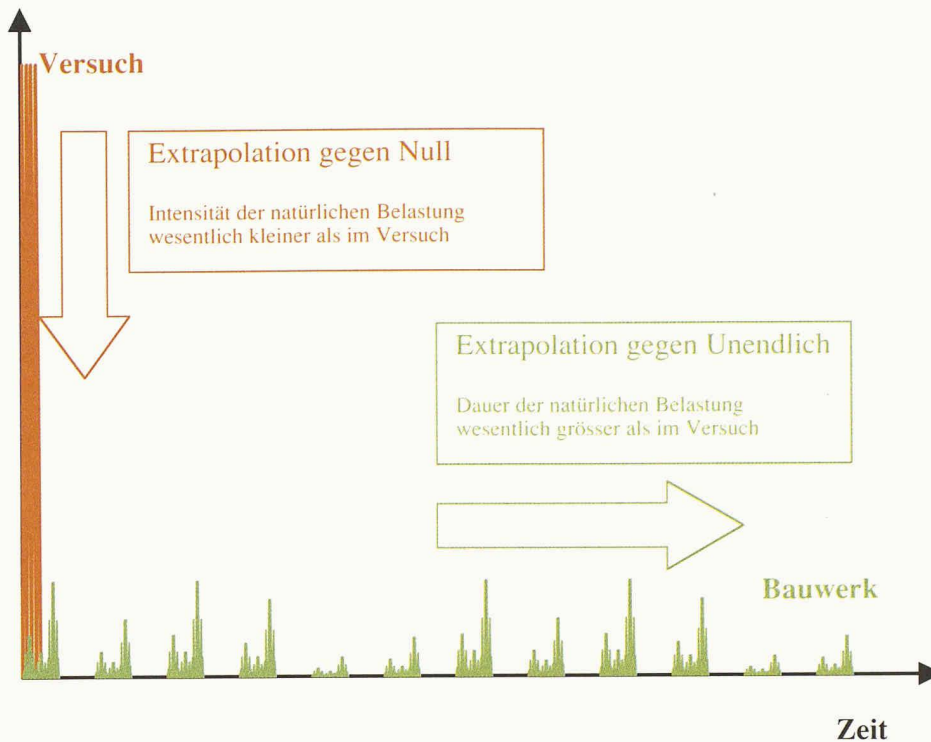 Versuch
Extrapolation gegen Null
Intensität der natürlichen Belastung
wesentlich kleiner als im Versuch
Extrapolation gegen Unendlich
Dauer der natürlichen Belastung
wesentlich grösser als im Versuch
Bauwerk
Zeit